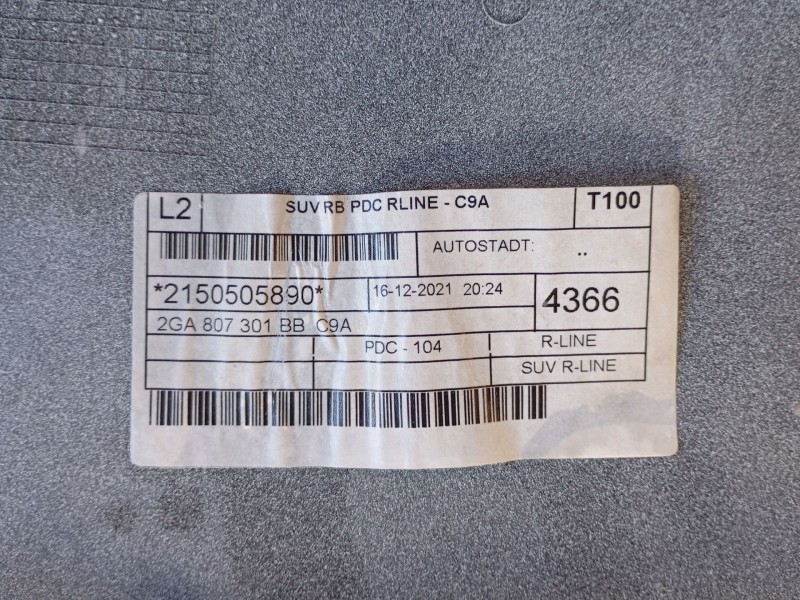 L2 SUV RB PDC RLINE - C9A T100
AUTOSTADT: ..
*2150505890* 16-12-2021 20:24 4366
2GA 807 301 BB C9A
PDC - 104 R-LINE
SUV R-LINE